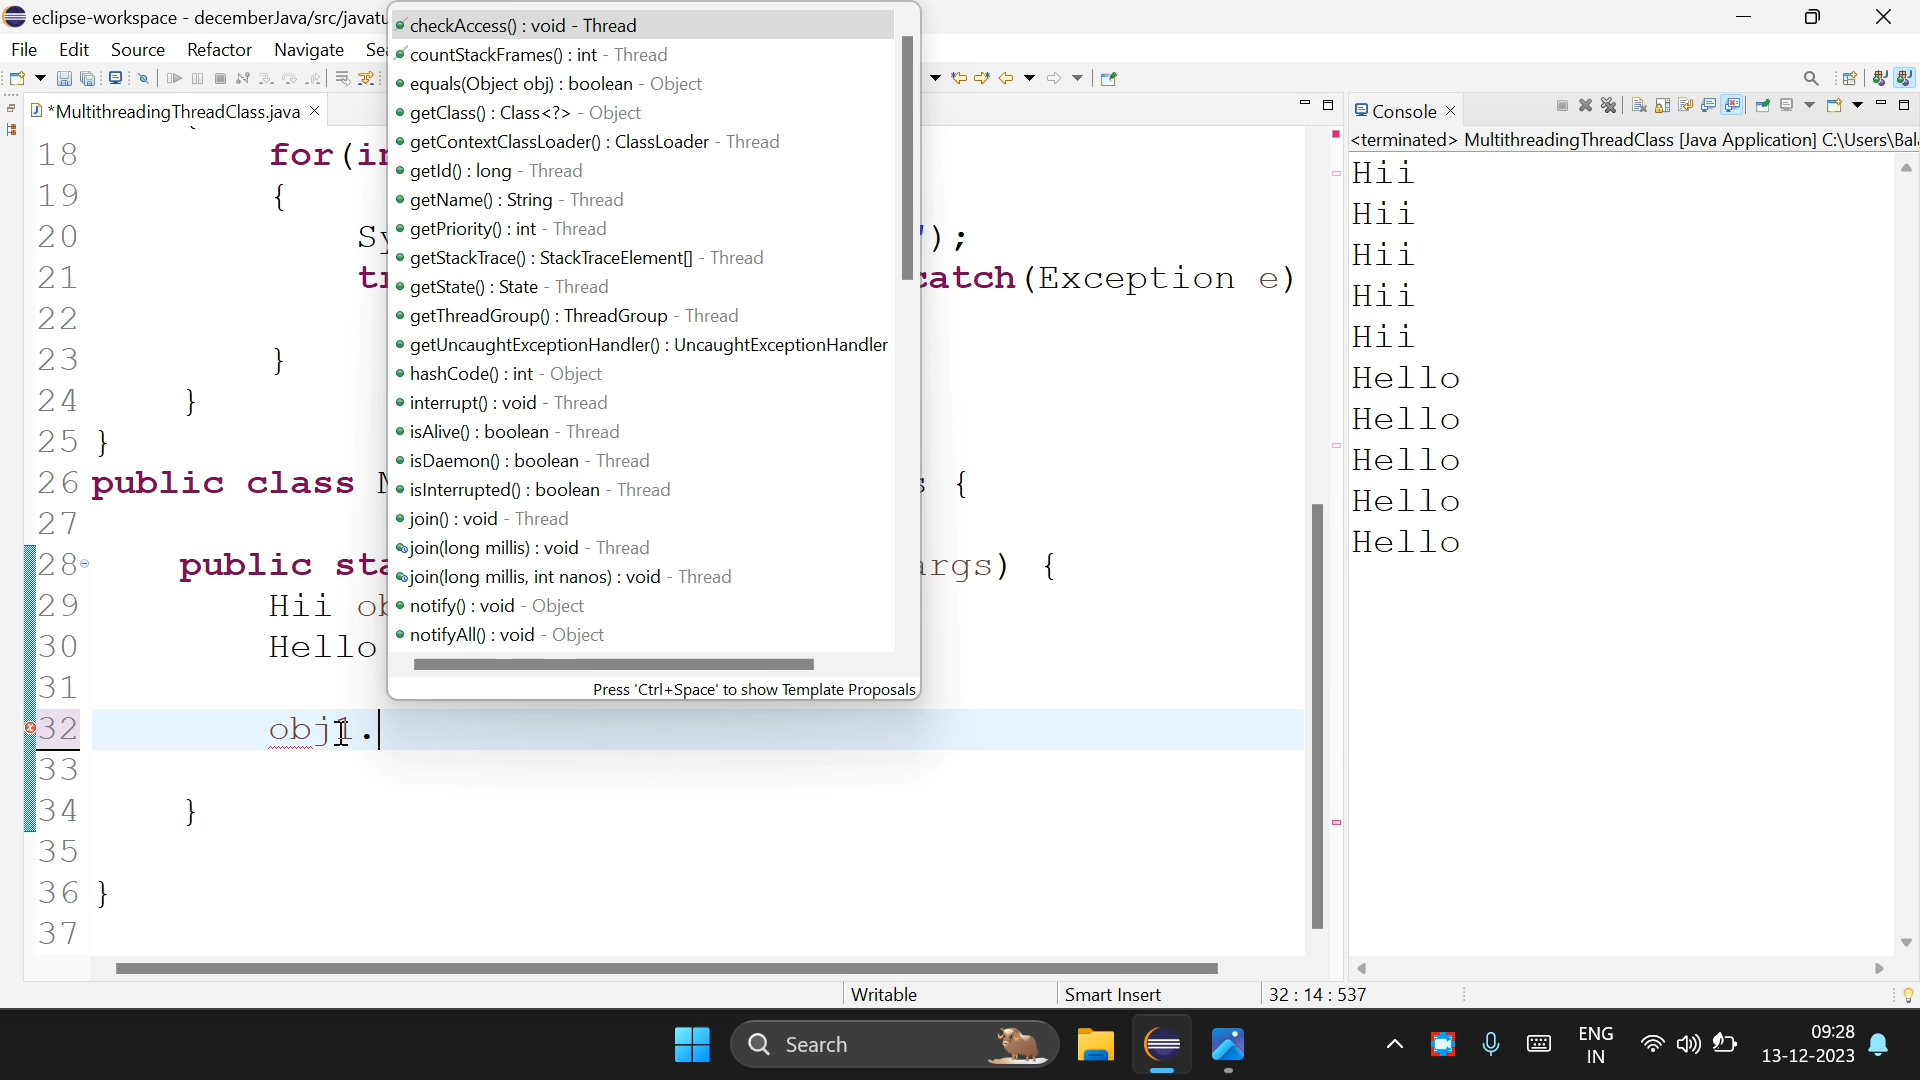 eclipse-workspace - decemberJava/src/javatu
File Edit Source Refactor Navigate Sea
*MultithreadingThreadClass.java
18 for(in
19 {
20 Sy ");
21 tr catch(Exception e)
22
23 }
24 }
25 }
26 public class M s {
27
28 public sta args) {
29 Hii ob
30 Hello
31
32 obj1.
33
34 }
35
36 }
37
checkAccess() : void - Thread
countStackFrames() : int - Thread
equals(Object obj) : boolean - Object
getClass() : Class<?> - Object
getContextClassLoader() : ClassLoader - Thread
getId() : long - Thread
getName() : String - Thread
getPriority() : int - Thread
getStackTrace() : StackTraceElement[] - Thread
getState() : State - Thread
getThreadGroup() : ThreadGroup - Thread
getUncaughtExceptionHandler() : UncaughtExceptionHandler
hashCode() : int - Object
interrupt() : void - Thread
isAlive() : boolean - Thread
isDaemon() : boolean - Thread
isInterrupted() : boolean - Thread
join() : void - Thread
join(long millis) : void - Thread
join(long millis, int nanos) : void - Thread
notify() : void - Object
notifyAll() : void - Object
Press 'Ctrl+Space' to show Template Proposals
Console
<terminated> MultithreadingThreadClass [Java Application] C:\Users\Bal
Hii
Hii
Hii
Hii
Hii
Hello
Hello
Hello
Hello
Hello
Writable Smart Insert 32 : 14 : 537
Search
ENG
IN
09:28
13-12-2023